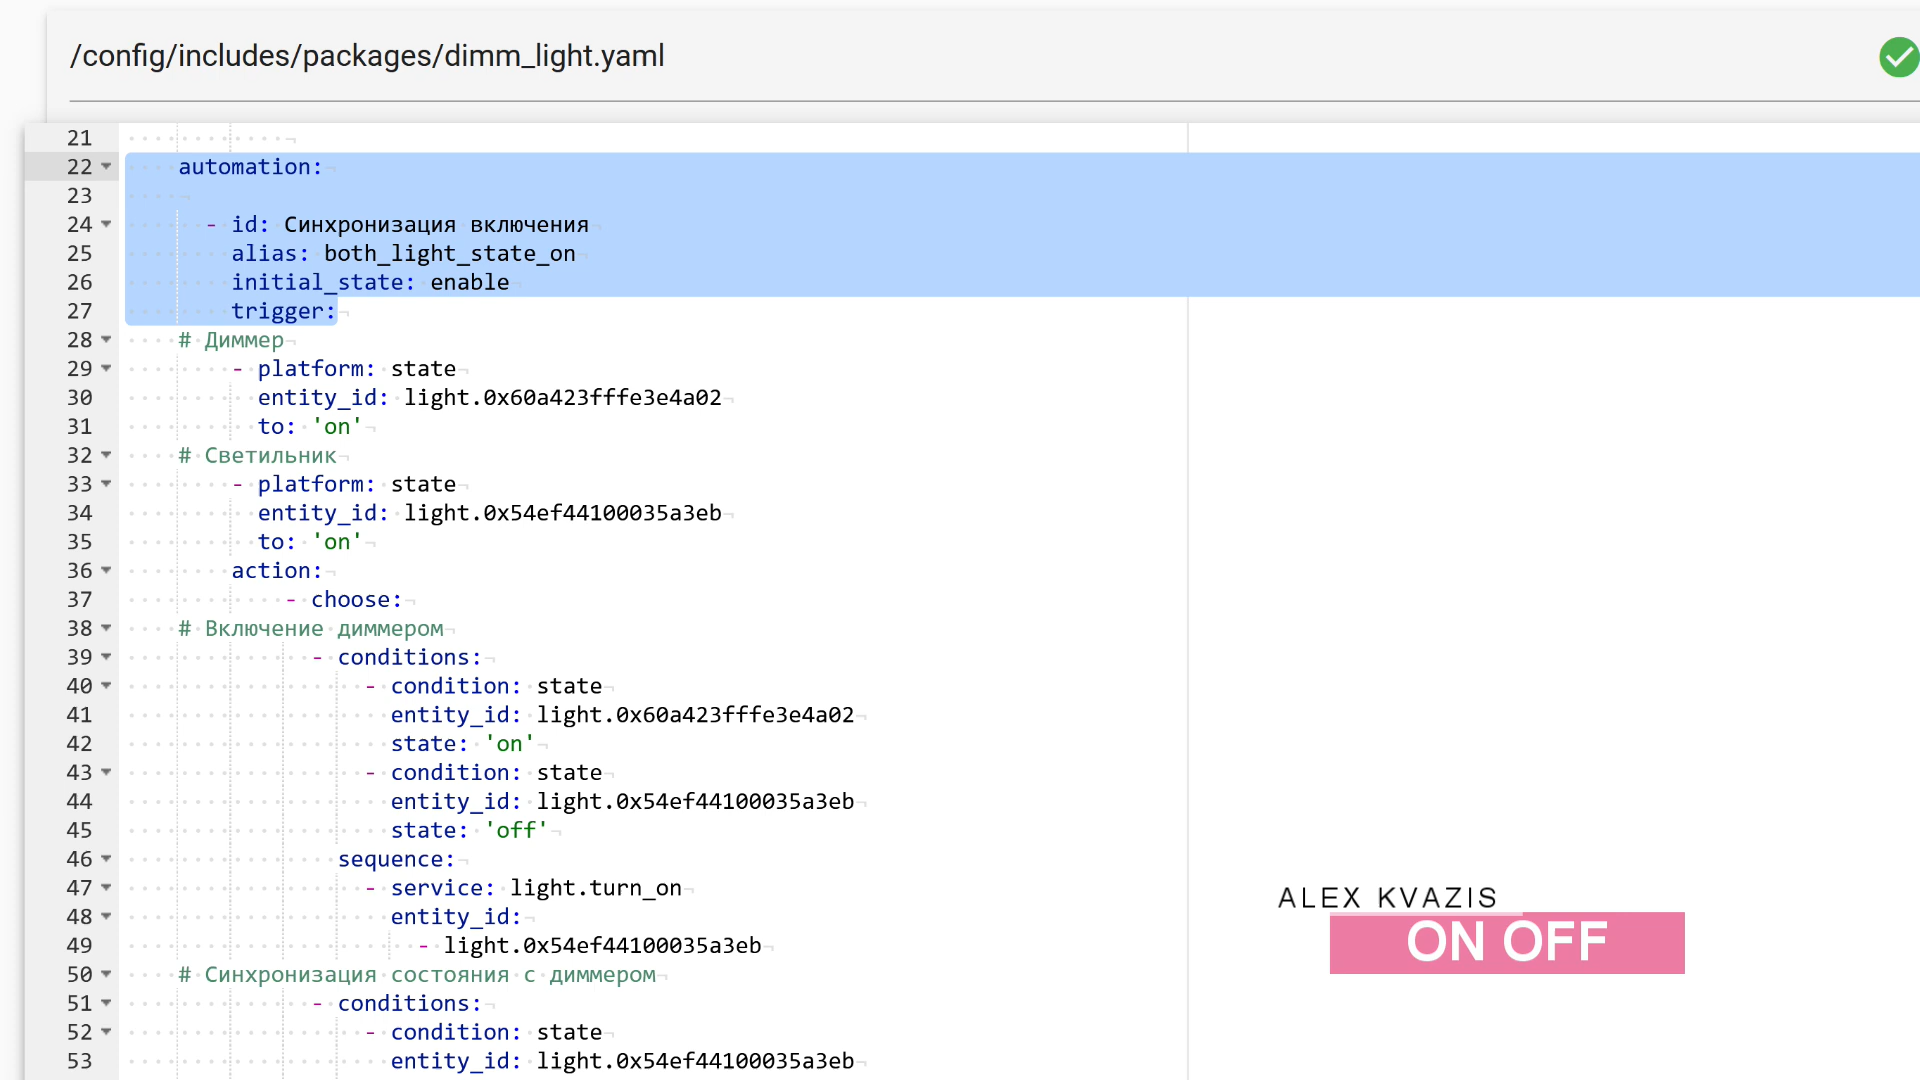 /config/includes/packages/dimm_light.yaml
21
22 automation:
23
24 - id: Синхронизация включения
25 alias: both_light_state_on
26 initial_state: enable
27 trigger:
28 # Диммер
29 - platform: state
30 entity_id: light.0x60a423fffe3e4a02
31 to: 'on'
32 # Светильник
33 - platform: state
34 entity_id: light.0x54ef44100035a3eb
35 to: 'on'
36 action:
37 - choose:
38 # Включение диммером
39 - conditions:
40 - condition: state
41 entity_id: light.0x60a423fffe3e4a02
42 state: 'on'
43 - condition: state
44 entity_id: light.0x54ef44100035a3eb
45 state: 'off'
46 sequence:
47 - service: light.turn_on
48 entity_id:
49 - light.0x54ef44100035a3eb
50 # Синхронизация состояния с диммером
51 - conditions:
52 - condition: state
53 entity_id: light.0x54ef44100035a3eb
ALEX KVAZIS
ON OFF